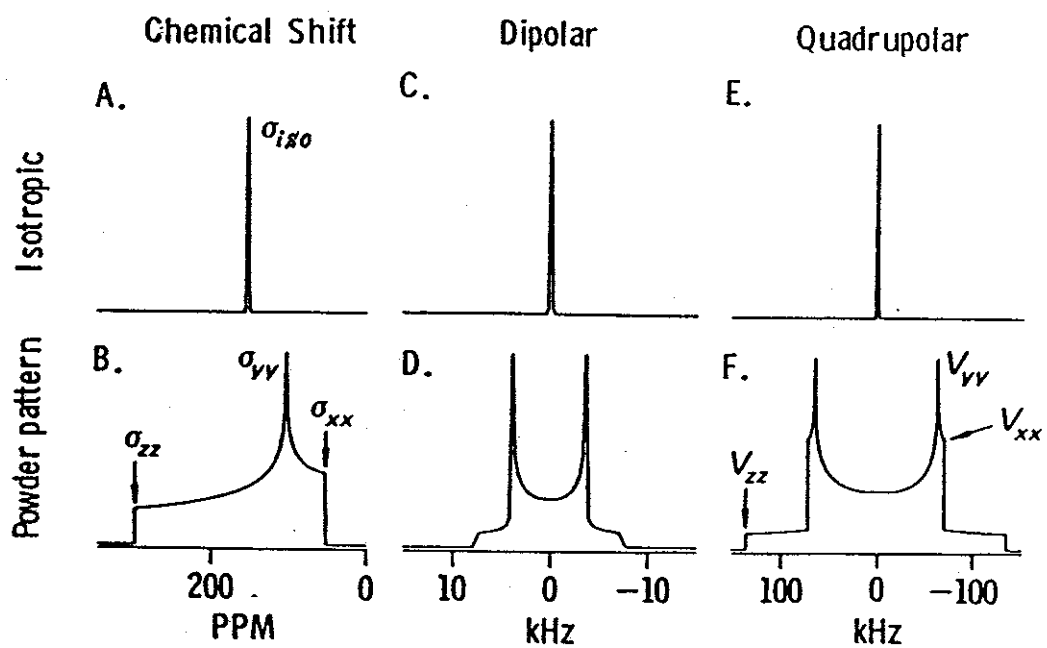 Chemical Shift
Dipolar
Quadrupolar
Isotropic
A.
σiso
C.
E.
Powder pattern
B.
σzz
σyy
σxx
D.
F.
Vzz
Vyy
Vxx
200 0
PPM
10 0 −10
kHz
100 0 −100
kHz